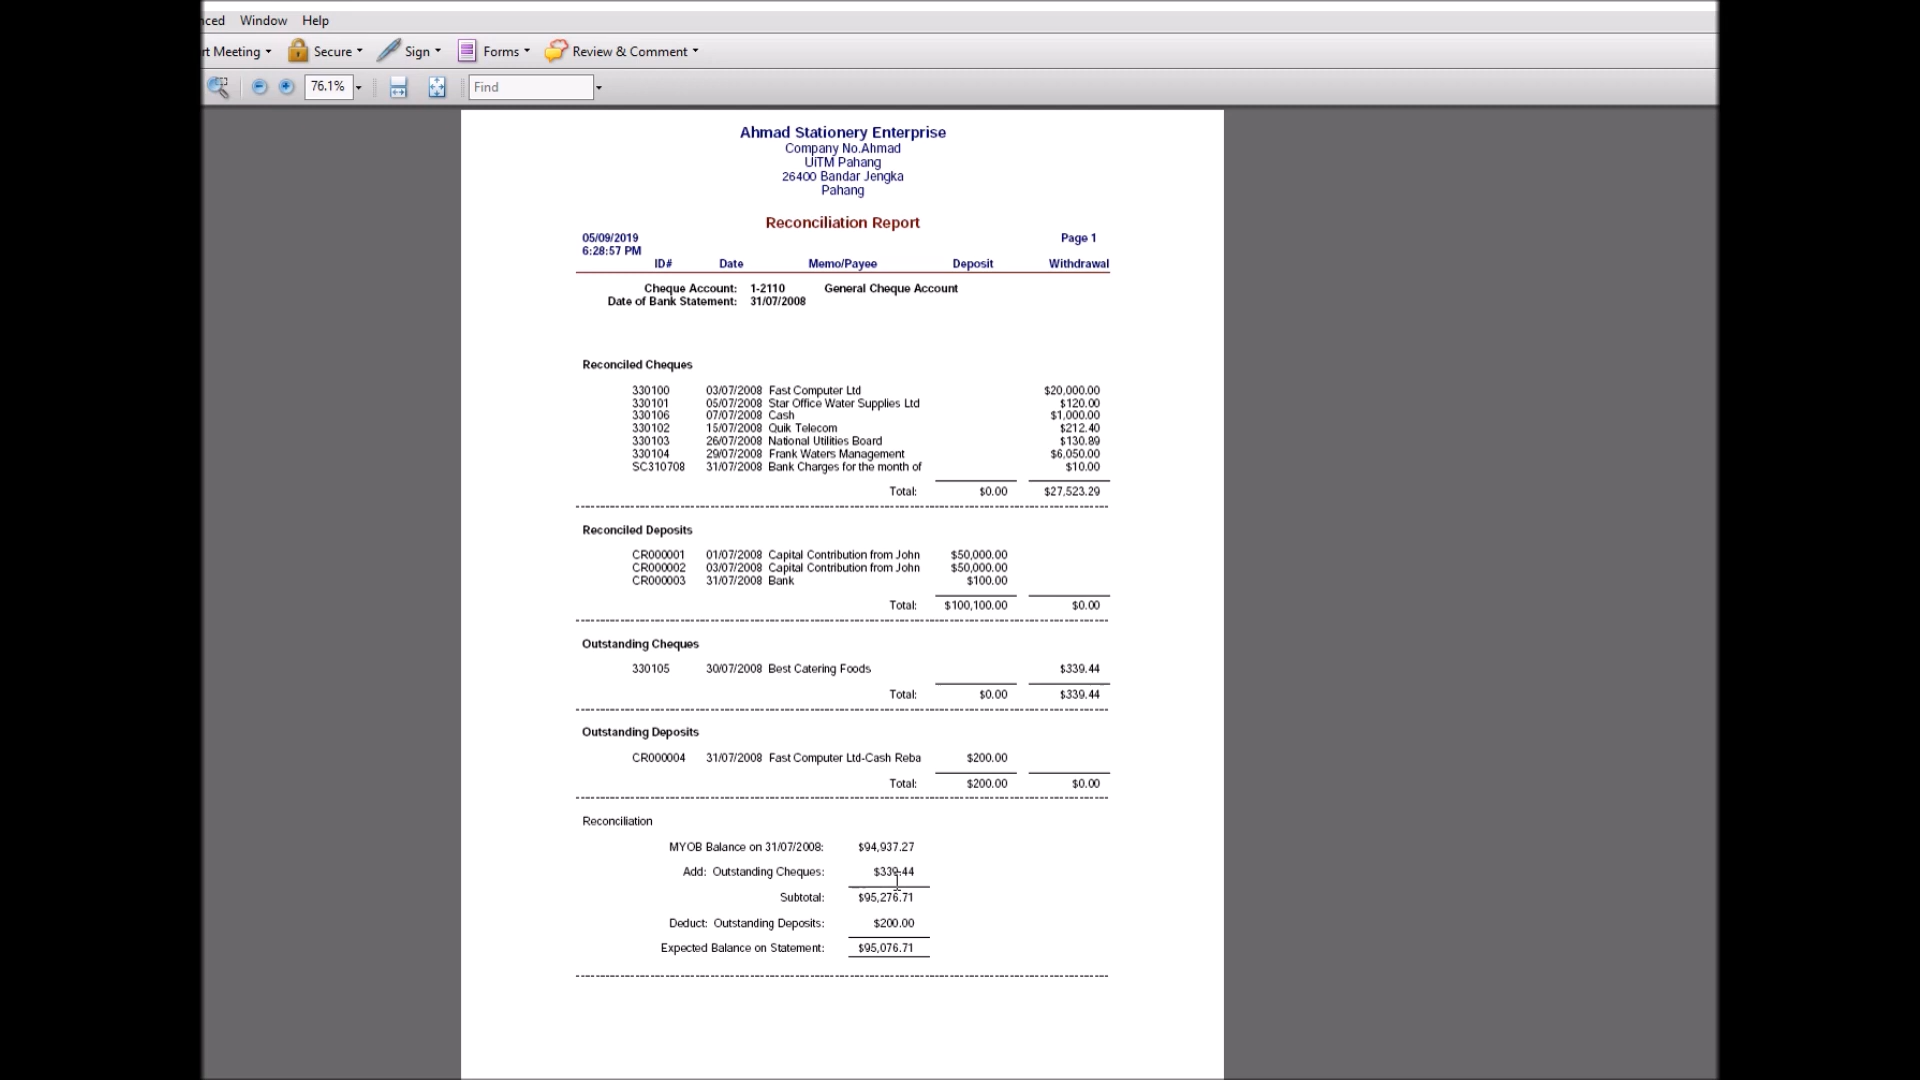 Window Help
rt Meeting Secure Sign Forms Review & Comment
76.1% Find
Ahmad Stationery Enterprise
Company No.Ahmad
UiTM Pahang
26400 Bandar Jengka
Pahang
Reconciliation Report
05/09/2019 Page 1
6:28:57 PM
ID# Date Memo/Payee Deposit Withdrawal
Cheque Account: 1-2110 General Cheque Account
Date of Bank Statement: 31/07/2008
Reconciled Cheques
330100 03/07/2008 Fast Computer Ltd $20,000.00
330101 05/07/2008 Star Office Water Supplies Ltd $120.00
330106 07/07/2008 Cash $1,000.00
330102 15/07/2008 Quik Telecom $212.40
330103 26/07/2008 National Utilities Board $130.89
330104 29/07/2008 Frank Waters Management $6,050.00
SC310708 31/07/2008 Bank Charges for the month of $10.00
Total: $0.00 $27,523.29
Reconciled Deposits
CR000001 01/07/2008 Capital Contribution from John $50,000.00
CR000002 03/07/2008 Capital Contribution from John $50,000.00
CR000003 31/07/2008 Bank $100.00
Total: $100,100.00 $0.00
Outstanding Cheques
330105 30/07/2008 Best Catering Foods $339.44
Total: $0.00 $339.44
Outstanding Deposits
CR000004 31/07/2008 Fast Computer Ltd-Cash Reba $200.00
Total: $200.00 $0.00
Reconciliation
MYOB Balance on 31/07/2008: $94,937.27
Add: Outstanding Cheques: $339.44
Subtotal: $95,276.71
Deduct: Outstanding Deposits: $200.00
Expected Balance on Statement: $95,076.71